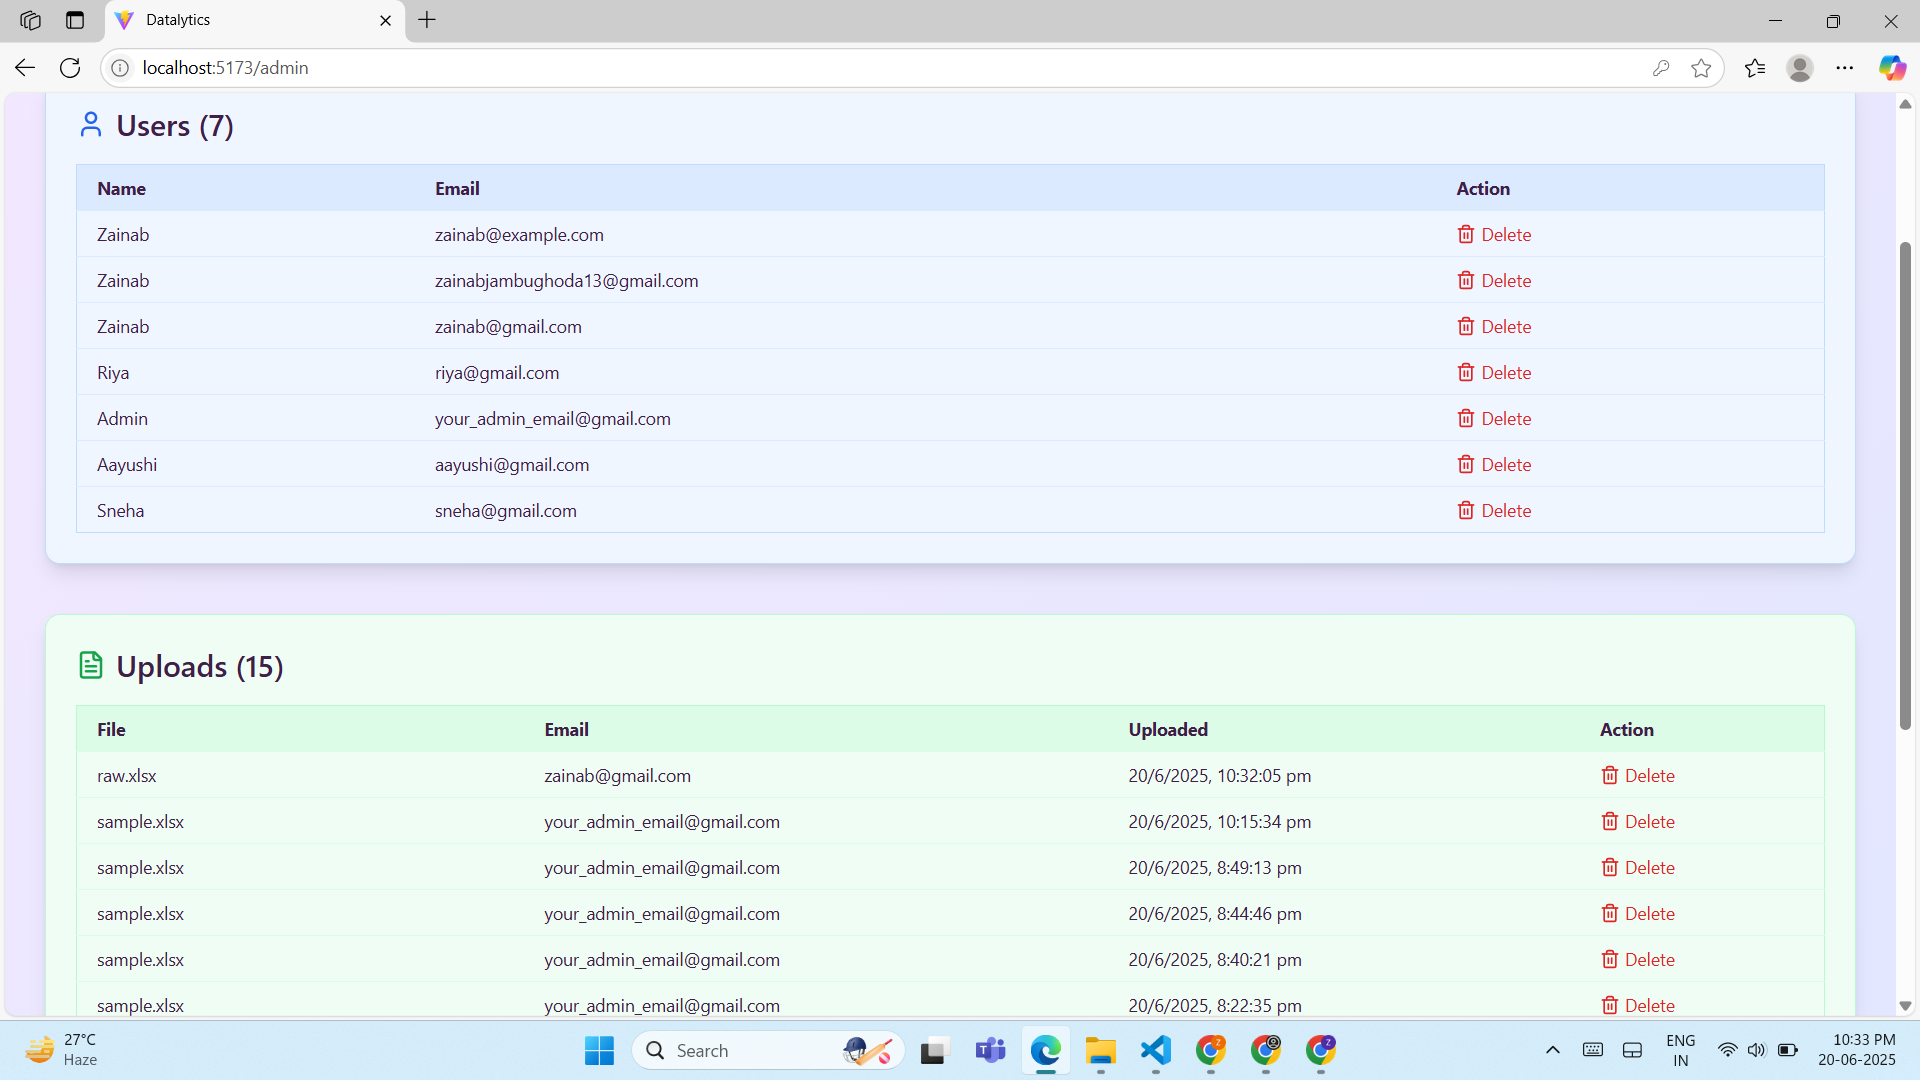 Datalytics
localhost:5173/admin
Users (7)
Name Email Action
Zainab zainab@example.com Delete
Zainab zainabjambughoda13@gmail.com Delete
Zainab zainab@gmail.com Delete
Riya riya@gmail.com Delete
Admin your_admin_email@gmail.com Delete
Aayushi aayushi@gmail.com Delete
Sneha sneha@gmail.com Delete
Uploads (15)
File Email Uploaded Action
raw.xlsx zainab@gmail.com 20/6/2025, 10:32:05 pm Delete
sample.xlsx your_admin_email@gmail.com 20/6/2025, 10:15:34 pm Delete
sample.xlsx your_admin_email@gmail.com 20/6/2025, 8:49:13 pm Delete
sample.xlsx your_admin_email@gmail.com 20/6/2025, 8:44:46 pm Delete
sample.xlsx your_admin_email@gmail.com 20/6/2025, 8:40:21 pm Delete
sample.xlsx your_admin_email@gmail.com 20/6/2025, 8:22:35 pm Delete
27°C
Haze
Search
ENG
IN
10:33 PM
20-06-2025